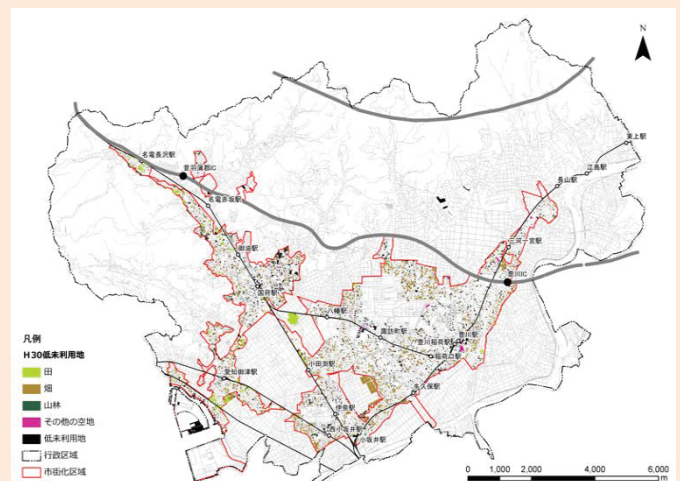 N
東上駅
江島駅
長山駅
三河一宮駅
豊川IC
名電長沢駅
音羽蒲郡IC
名電赤坂駅
御油駅
国府駅
八幡駅
諏訪町駅
豊川稲荷駅
豊川駅
稲荷口駅
小田渕駅
愛知御津駅
牛久保駅
伊奈駅
西小坂井駅
小坂井駅
凡例
H30低未利用地
田
畑
山林
その他の空地
低未利用地
行政区域
市街化区域
0 1,000 2,000 4,000 6,000
m